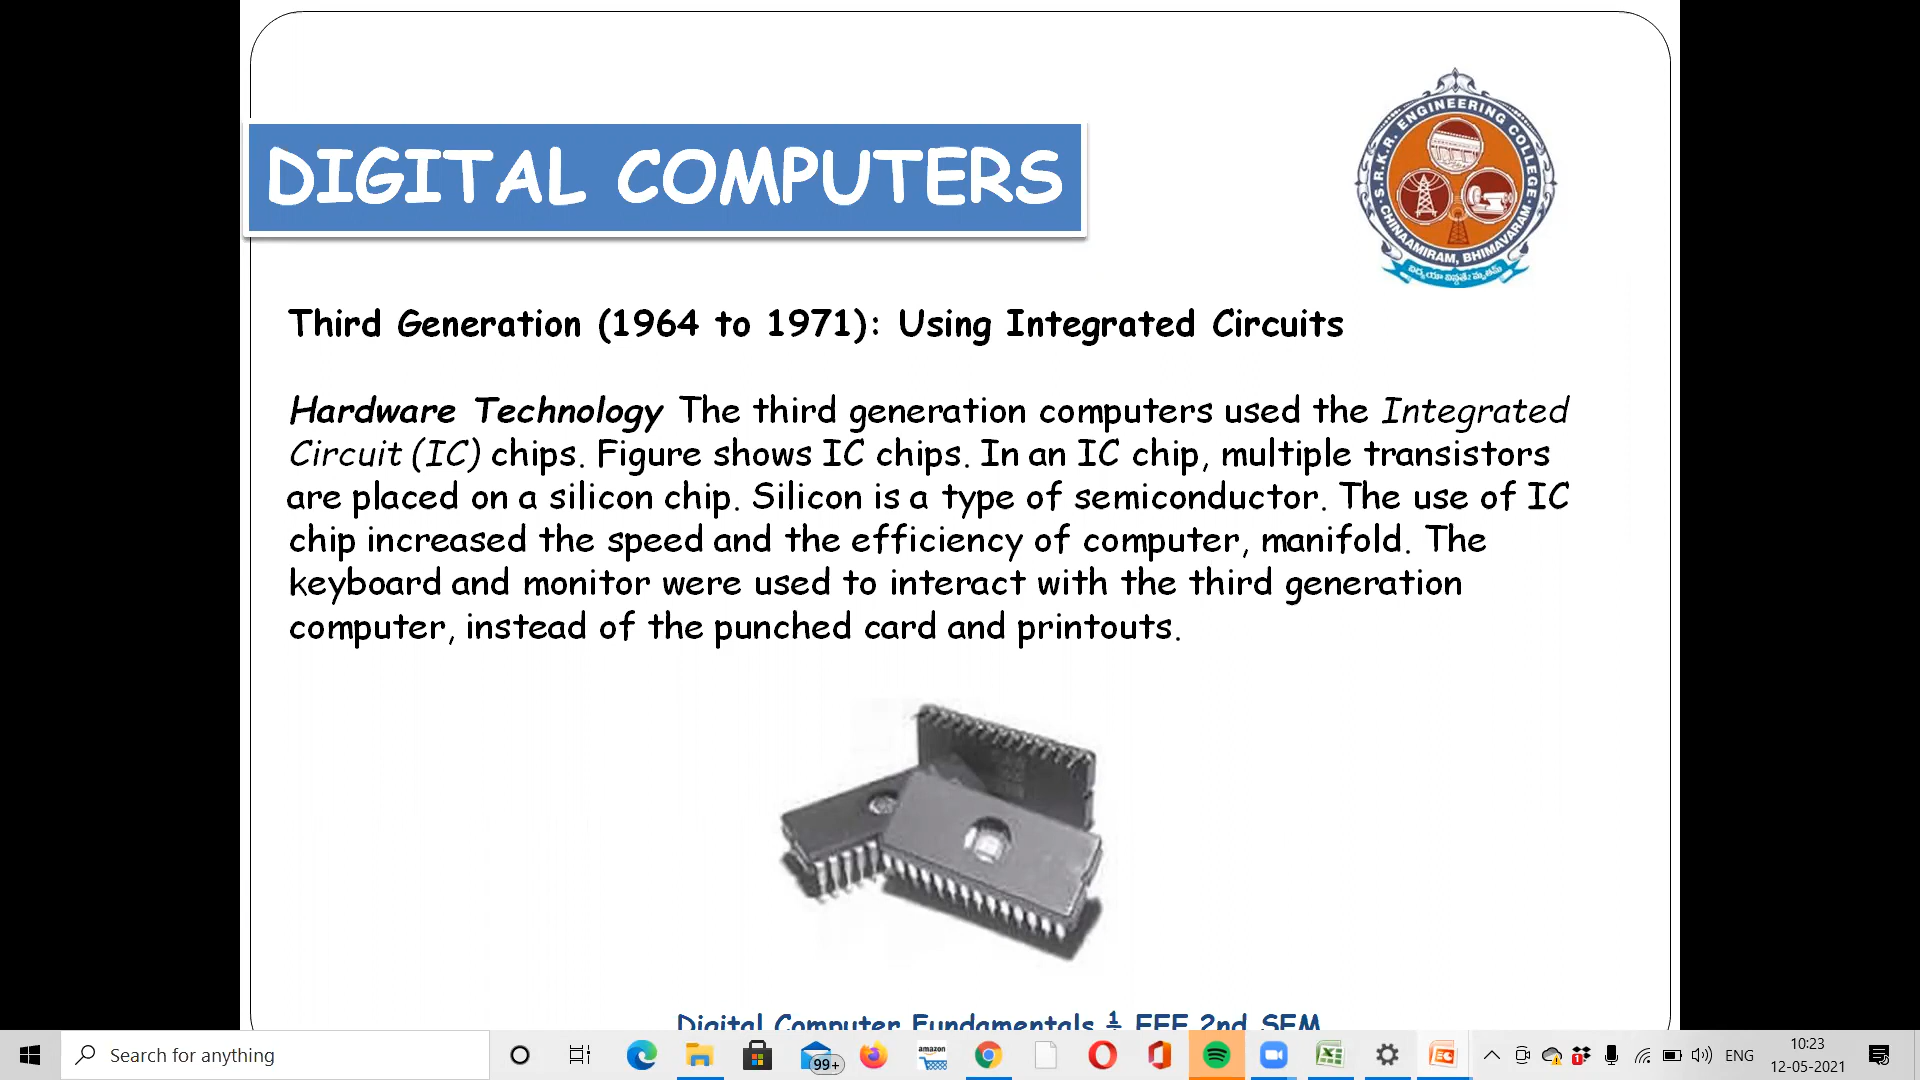 S.R.K.R. ENGINEERING COLLEGE
CHINAAMIRAM, BHIMAVARAM
DIGITAL COMPUTERS
Third Generation (1964 to 1971): Using Integrated Circuits
Hardware Technology The third generation computers used the Integrated
Circuit (IC) chips. Figure shows IC chips. In an IC chip, multiple transistors
are placed on a silicon chip. Silicon is a type of semiconductor. The use of IC
chip increased the speed and the efficiency of computer, manifold. The
keyboard and monitor were used to interact with the third generation
computer, instead of the punched card and printouts.
Digital Computer Fundamentals ½ EEE 2nd SEM
Search for anything
99+
amazon
1
ENG
10:23
12-05-2021